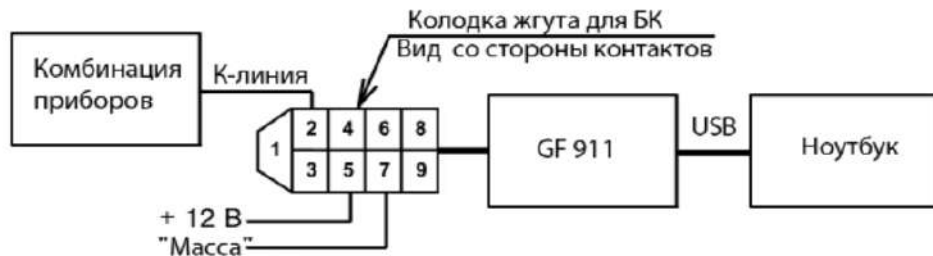 Колодка жгута для БК
Вид со стороны контактов
Комбинация
приборов
К-линия
1
2 4 6 8
3 5 7 9
GF 911
USB
Ноутбук
+ 12 В
"Масса"